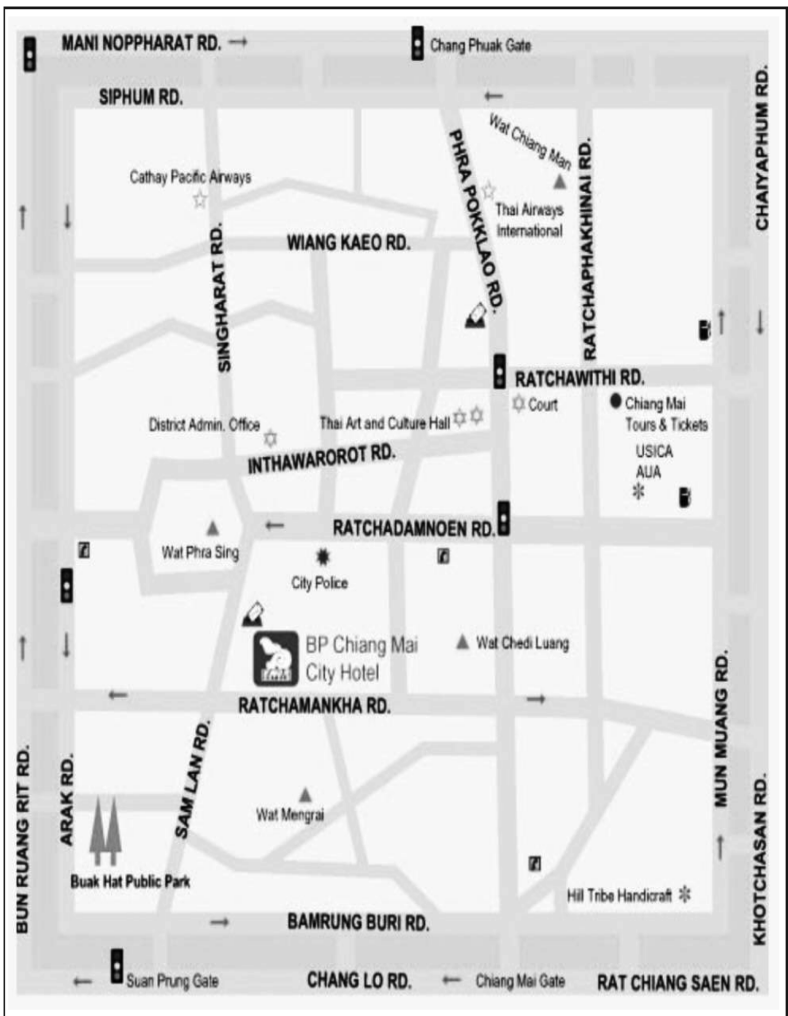 MANI NOPPHARAT RD.
Chang Phuak Gate
SIPHUM RD.
CHAIYAPHUM RD.
PHRA POKKLAO RD.
Wat Chiang Man
RATCHAPHAKHINAI RD.
Cathay Pacific Airways
Thai Airways
International
WIANG KAEO RD.
SINGHARAT RD.
RATCHAWITHI RD.
District Admin. Office
Thai Art and Culture Hall
Court
Chiang Mai
Tours & Tickets
USICA
AUA
INTHAWAROROT RD.
RATCHADAMNOEN RD.
Wat Phra Sing
City Police
BP Chiang Mai
City Hotel
Wat Chedi Luang
RATCHAMANKHA RD.
BUN RUANG RIT RD.
ARAK RD.
SAM LAN RD.
MUN MUANG RD.
KHOTCHASAN RD.
Wat Mengrai
Buak Hat Public Park
Hill Tribe Handicraft
BAMRUNG BURI RD.
Suan Prung Gate
CHANG LO RD.
Chiang Mai Gate
RAT CHIANG SAEN RD.